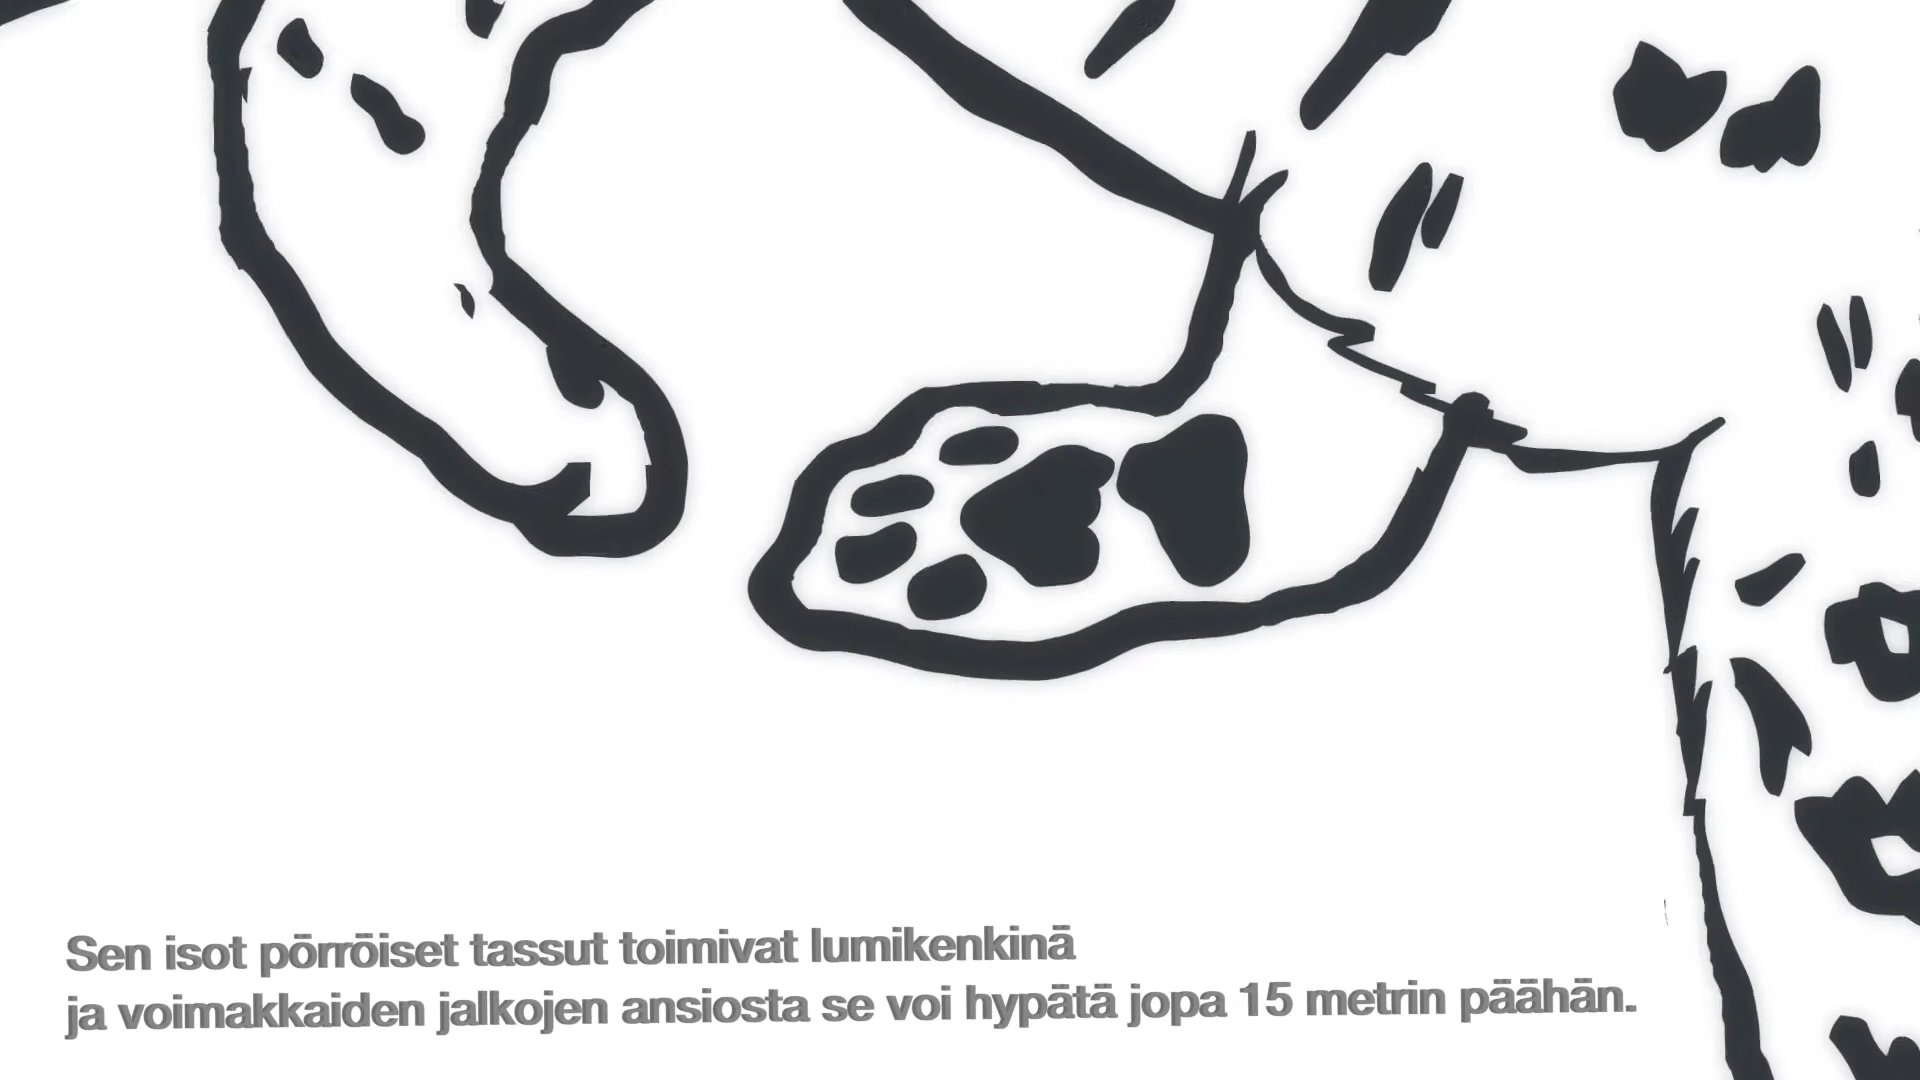 Sen isot pörröiset tassut toimivat lumikenkinä
ja voimakkaiden jalkojen ansiosta se voi hypätä jopa 15 metrin päähän.